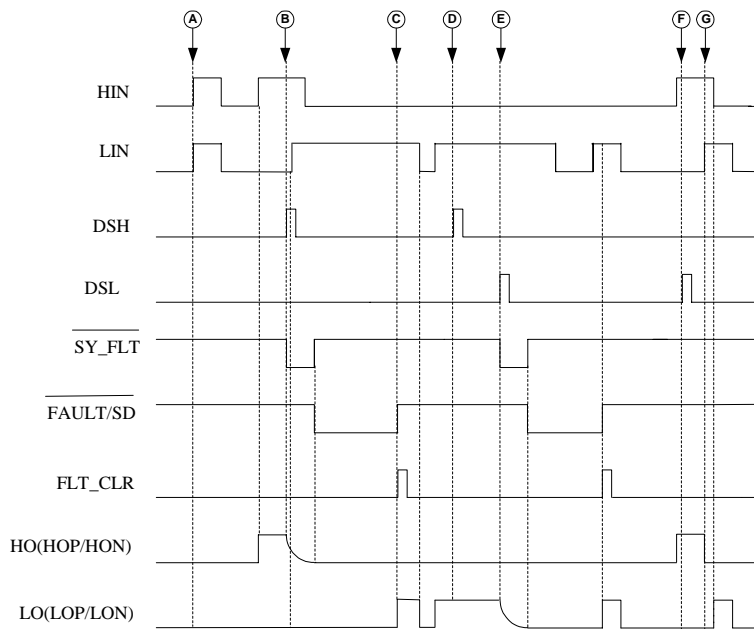 A B C D E F G
HIN
LIN
DSH
DSL
SY_FLT
FAULT/SD
FLT_CLR
HO(HOP/HON)
LO(LOP/LON)